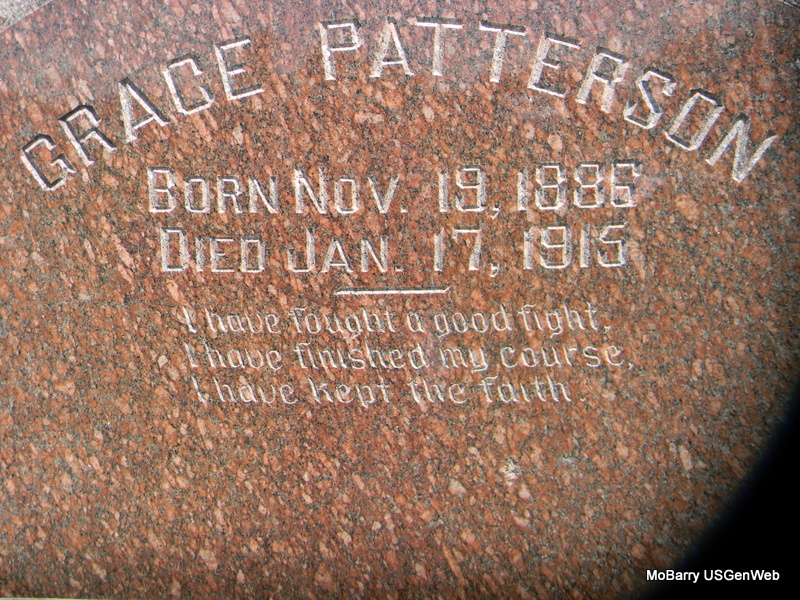 GRACE PATTERSON
BORN NOV. 19, 1886
DIED JAN. 17, 1915
I have fought a good fight,
I have finished my course,
I have kept the faith.
MoBarry USGenWeb